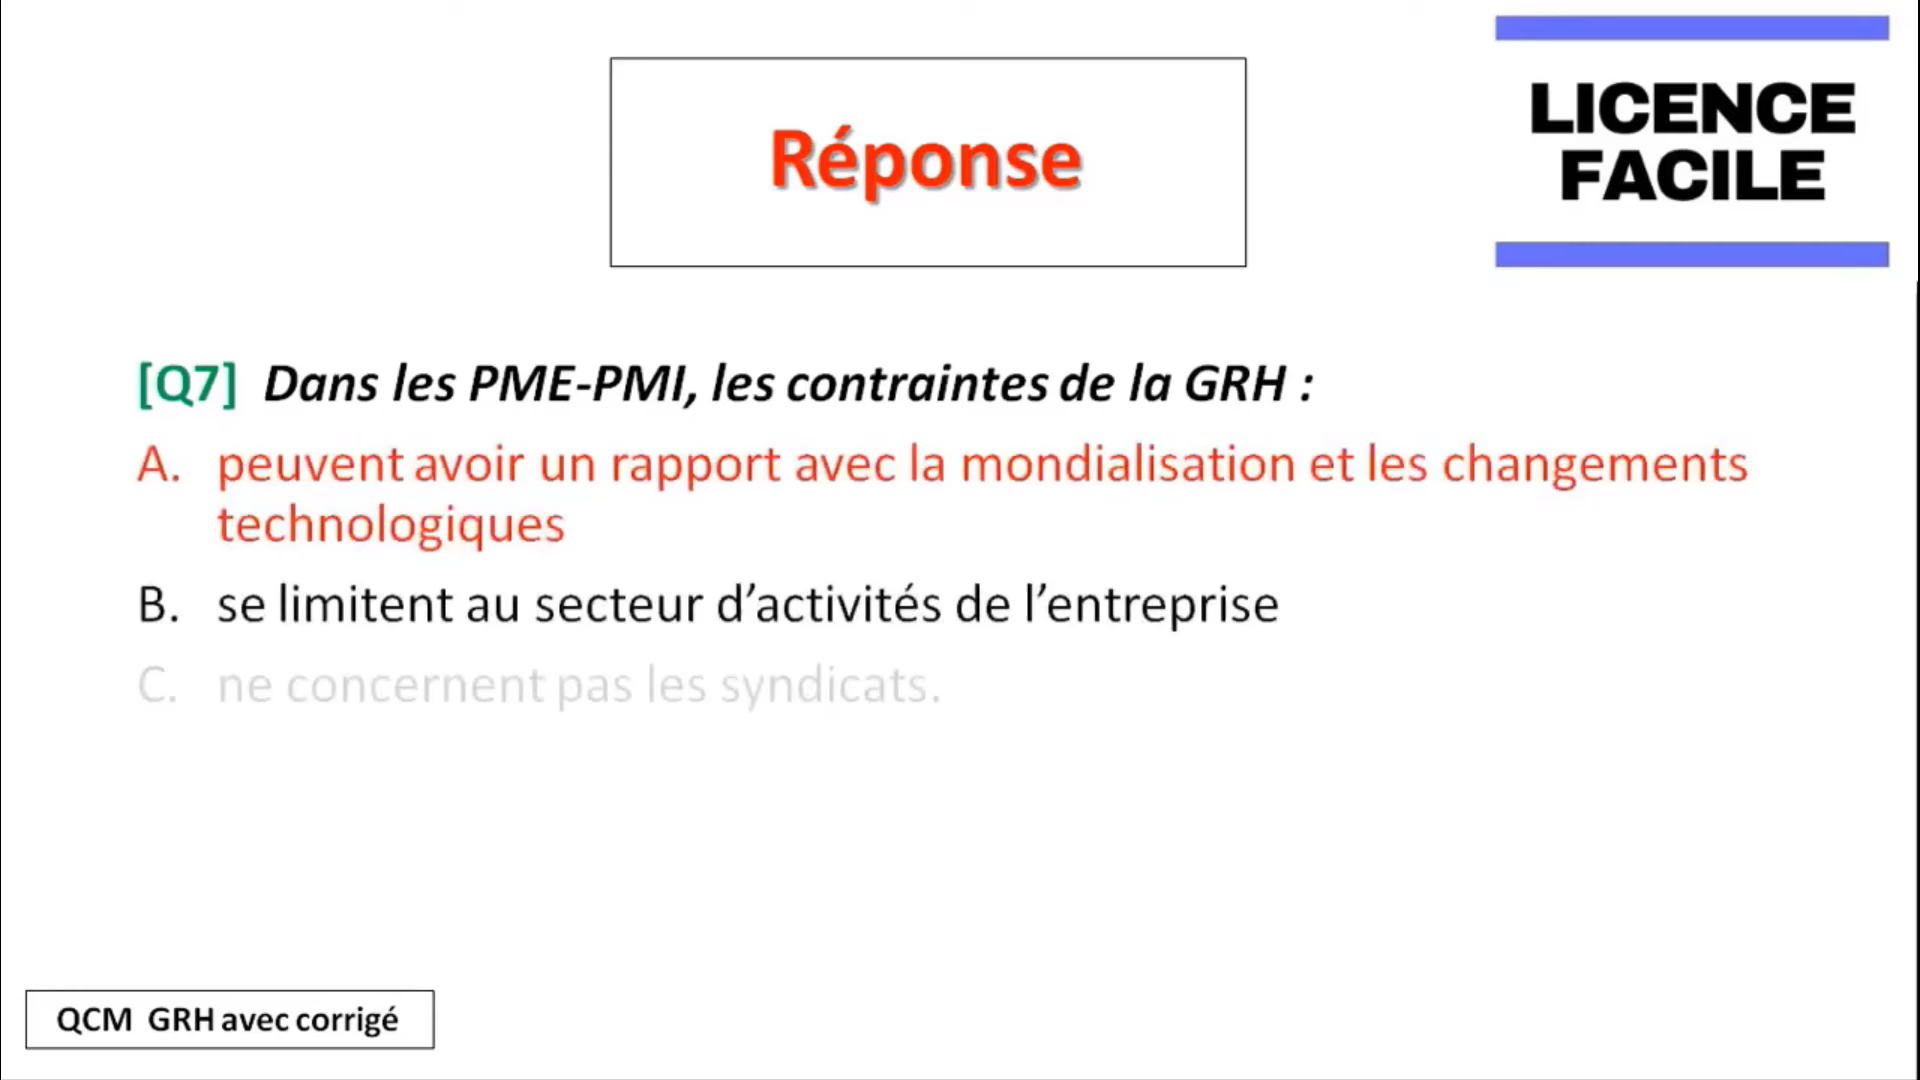 Réponse
LICENCE
FACILE
[Q7] Dans les PME-PMI, les contraintes de la GRH :
A. peuvent avoir un rapport avec la mondialisation et les changements
technologiques
B. se limitent au secteur d’activités de l’entreprise
C. ne concernent pas les syndicats.
QCM GRH avec corrigé